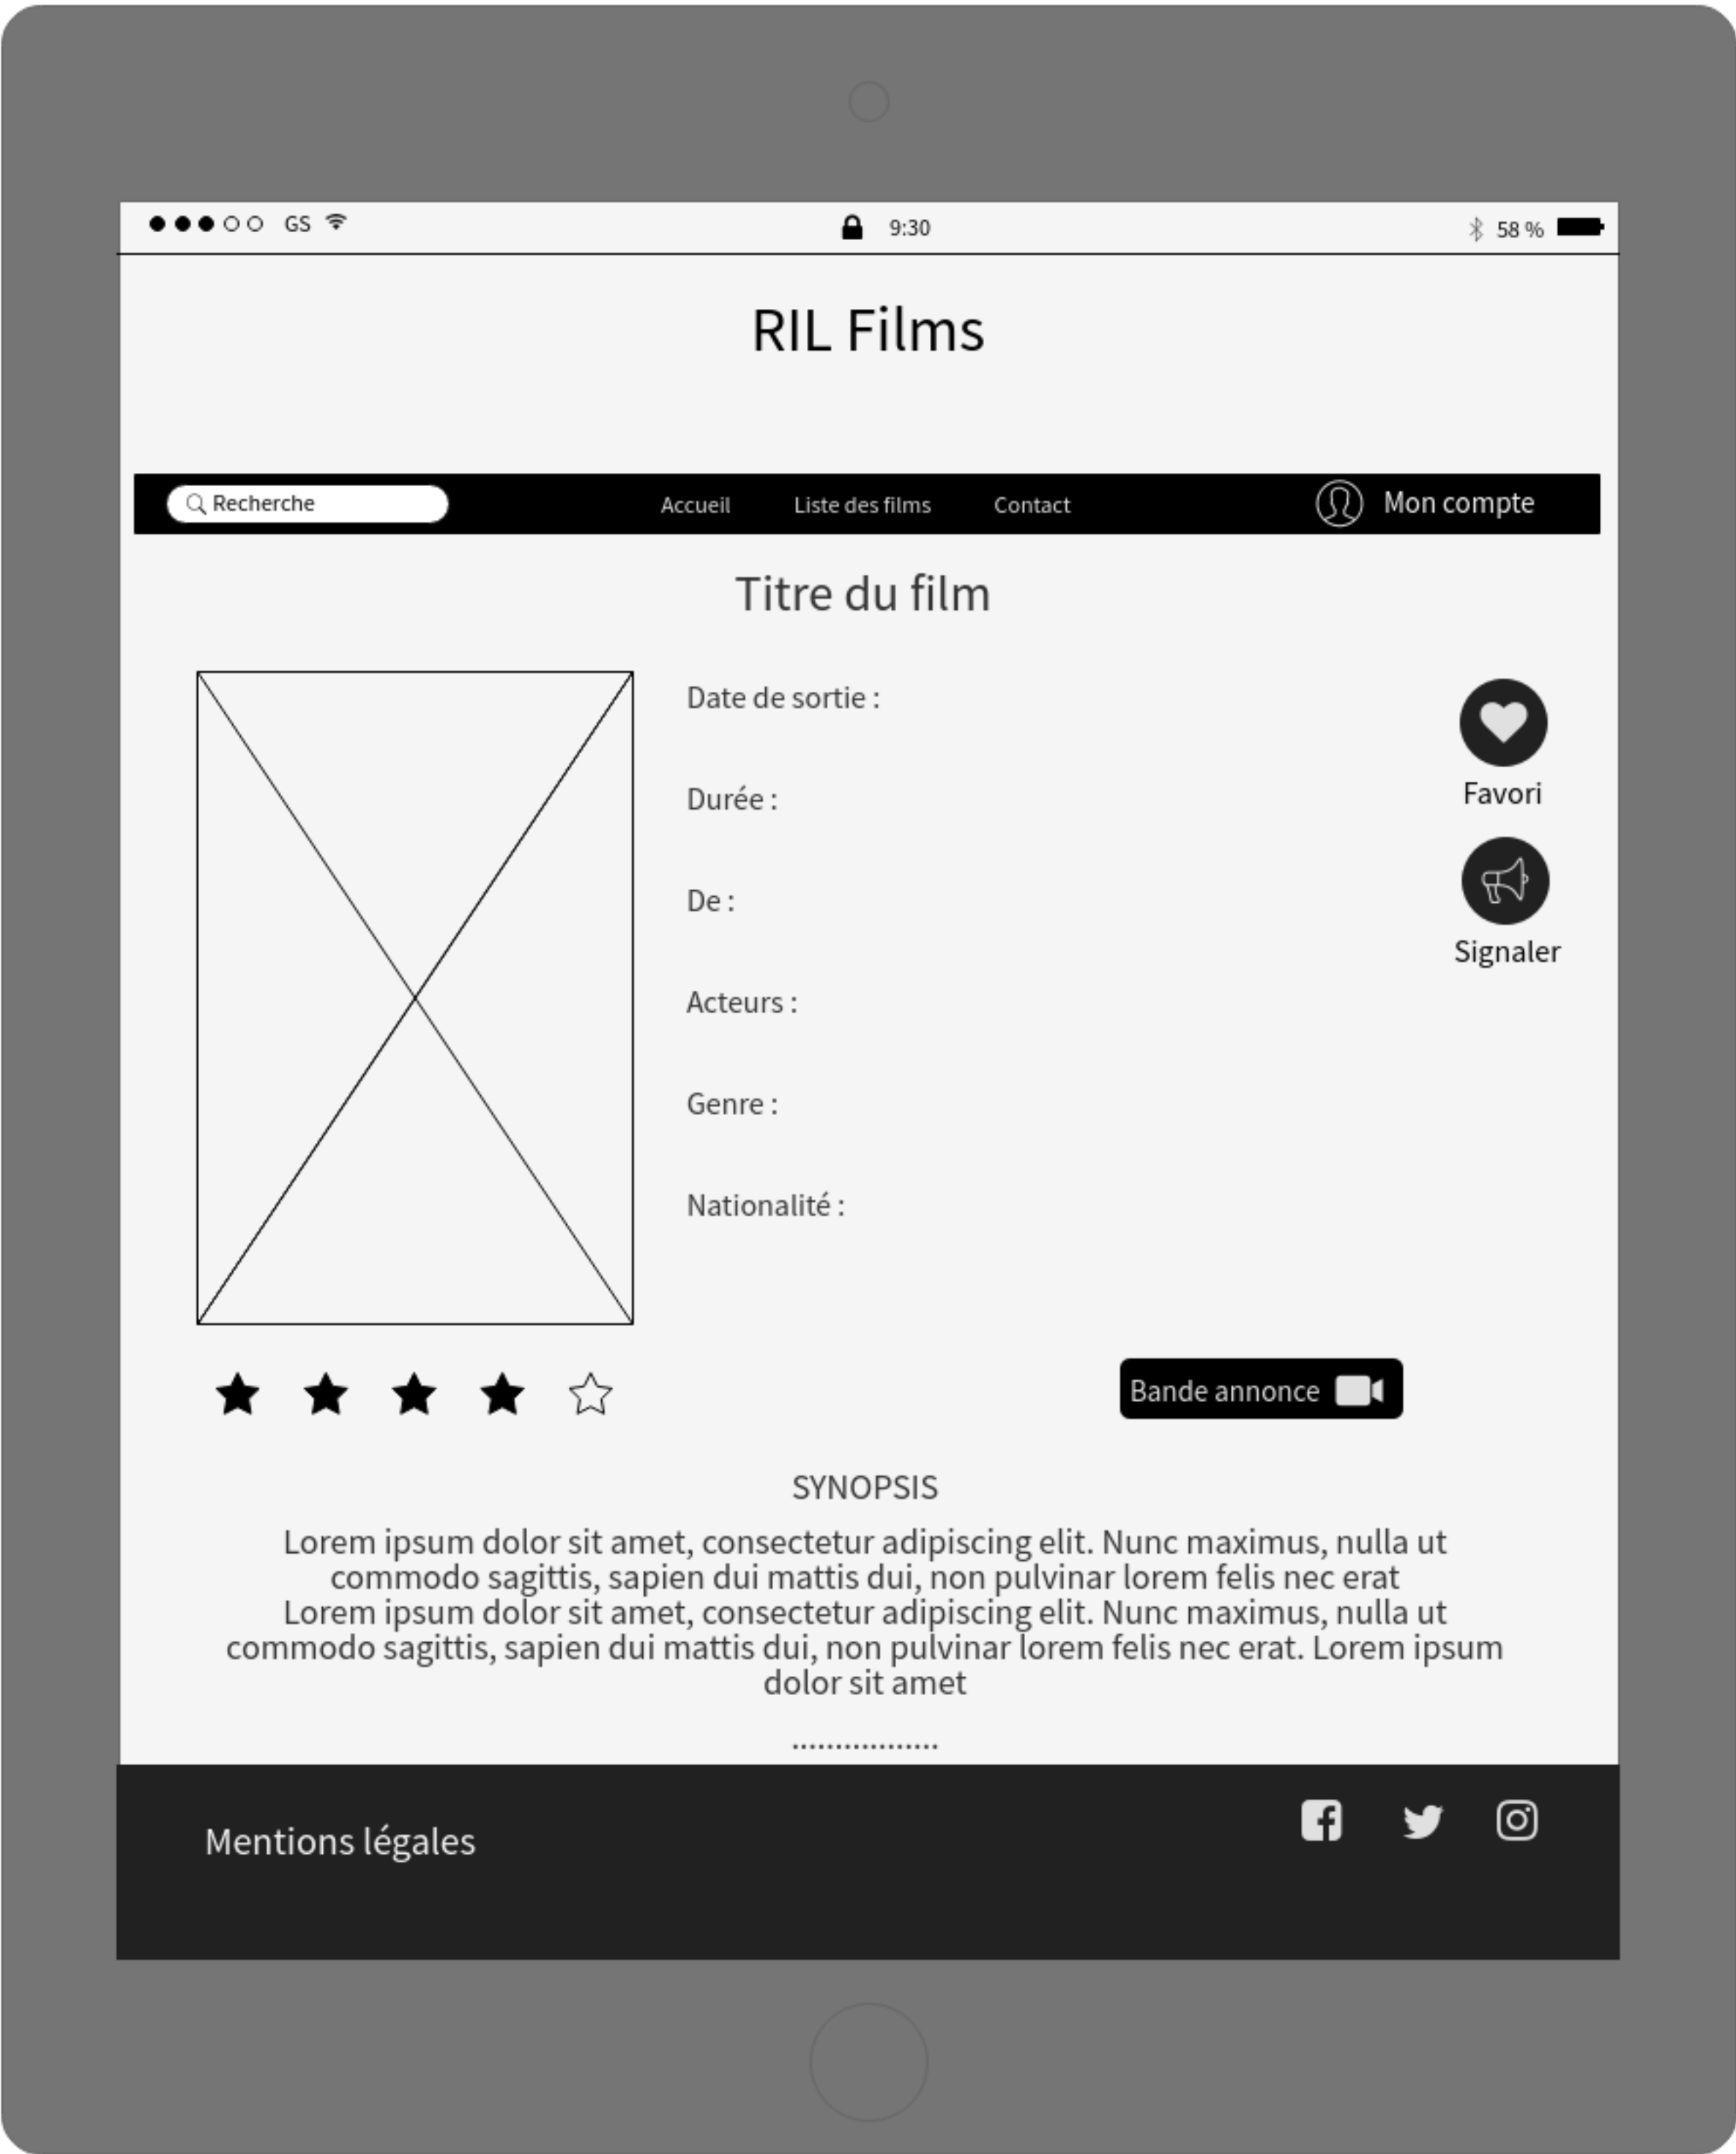 GS 9:30 58 %
RIL Films
Recherche Accueil Liste des films Contact Mon compte
Titre du film
Date de sortie :
Durée :
De :
Acteurs :
Genre :
Nationalité :
Favori
Signaler
Bande annonce
SYNOPSIS
Lorem ipsum dolor sit amet, consectetur adipiscing elit. Nunc maximus, nulla ut
commodo sagittis, sapien dui mattis dui, non pulvinar lorem felis nec erat
Lorem ipsum dolor sit amet, consectetur adipiscing elit. Nunc maximus, nulla ut
commodo sagittis, sapien dui mattis dui, non pulvinar lorem felis nec erat. Lorem ipsum
dolor sit amet
.................
Mentions légales